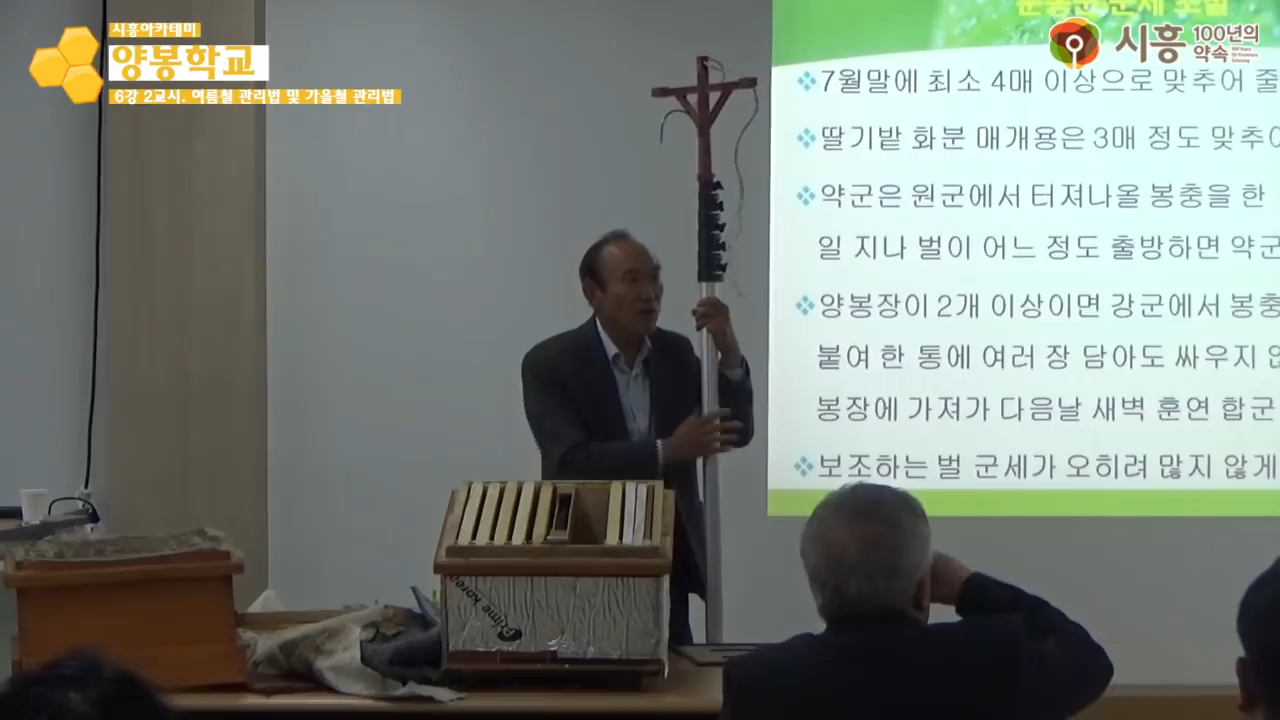 시흥아카데미
양봉학교
6강 2교시. 여름철 관리법 및 가을철 관리법
시흥 100년의 약속
7월말에 최소 4매 이상으로 맞추어 줄
딸기밭 화분 매개용은 3매 정도 맞추어
약군은 원군에서 터져나올 봉충을 한
일 지나 벌이 어느 정도 출방하면 약군
양봉장이 2개 이상이면 강군에서 봉충
붙여 한 통에 여러 장 담아도 싸우지 않
봉장에 가져가 다음날 새벽 훈연 합군
보조하는 벌 군세가 오히려 많지 않게
Prime korea